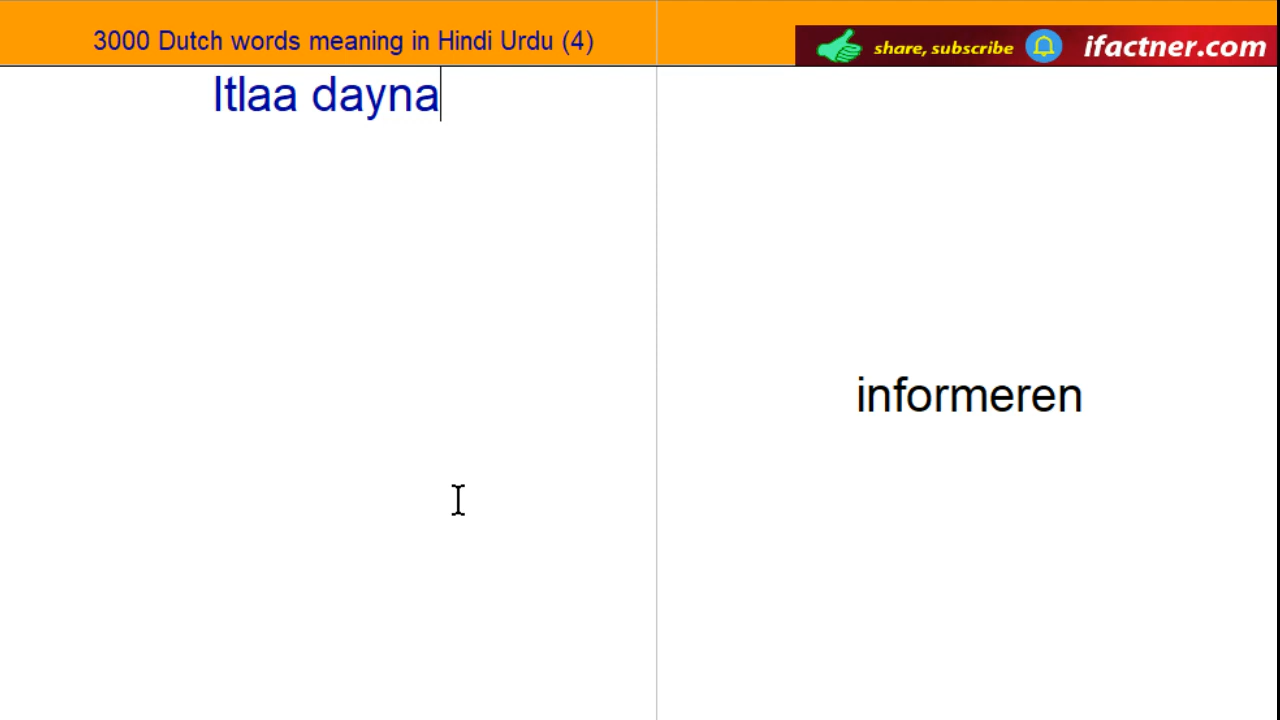 3000 Dutch words meaning in Hindi Urdu (4)
share, subscribe
ifactner.com
Itlaa dayna
informeren